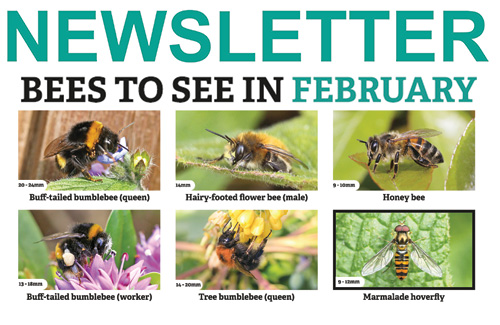 NEWSLETTER
BEES TO SEE IN FEBRUARY
20 - 24mm
14mm
9 - 10mm
Buff-tailed bumblebee (queen)
Hairy-footed flower bee (male)
Honey bee
13 - 18mm
14 - 20mm
9 - 12mm
Buff-tailed bumblebee (worker)
Tree bumblebee (queen)
Marmalade hoverfly